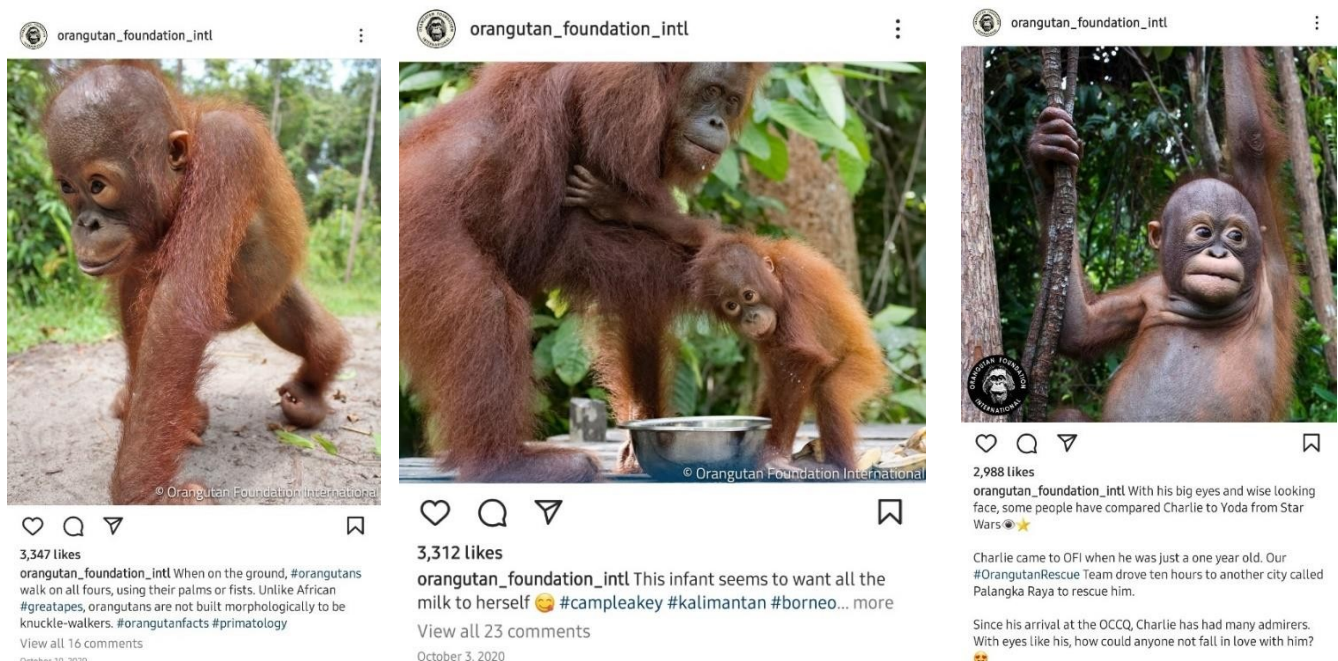 orangutan_foundation_intl
© Orangutan Foundation International
3,347 likes
orangutan_foundation_intl When on the ground, #orangutans
walk on all fours, using their palms or fists. Unlike African
#greatapes, orangutans are not built morphologically to be
knuckle-walkers. #orangutanfacts #primatology
View all 16 comments
orangutan_foundation_intl
© Orangutan Foundation International
3,312 likes
orangutan_foundation_intl This infant seems to want all the
milk to herself 😋 #campleakey #kalimantan #borneo... more
View all 23 comments
October 3, 2020
orangutan_foundation_intl
ORANGUTAN FOUNDATION
INTERNATIONAL
2,988 likes
orangutan_foundation_intl With his big eyes and wise looking
face, some people have compared Charlie to Yoda from Star
Wars👁⭐
Charlie came to OFI when he was just a one year old. Our
#OrangutanRescue Team drove ten hours to another city called
Palangka Raya to rescue him.
Since his arrival at the OCCQ, Charlie has had many admirers.
With eyes like his, how could anyone not fall in love with him?
😍